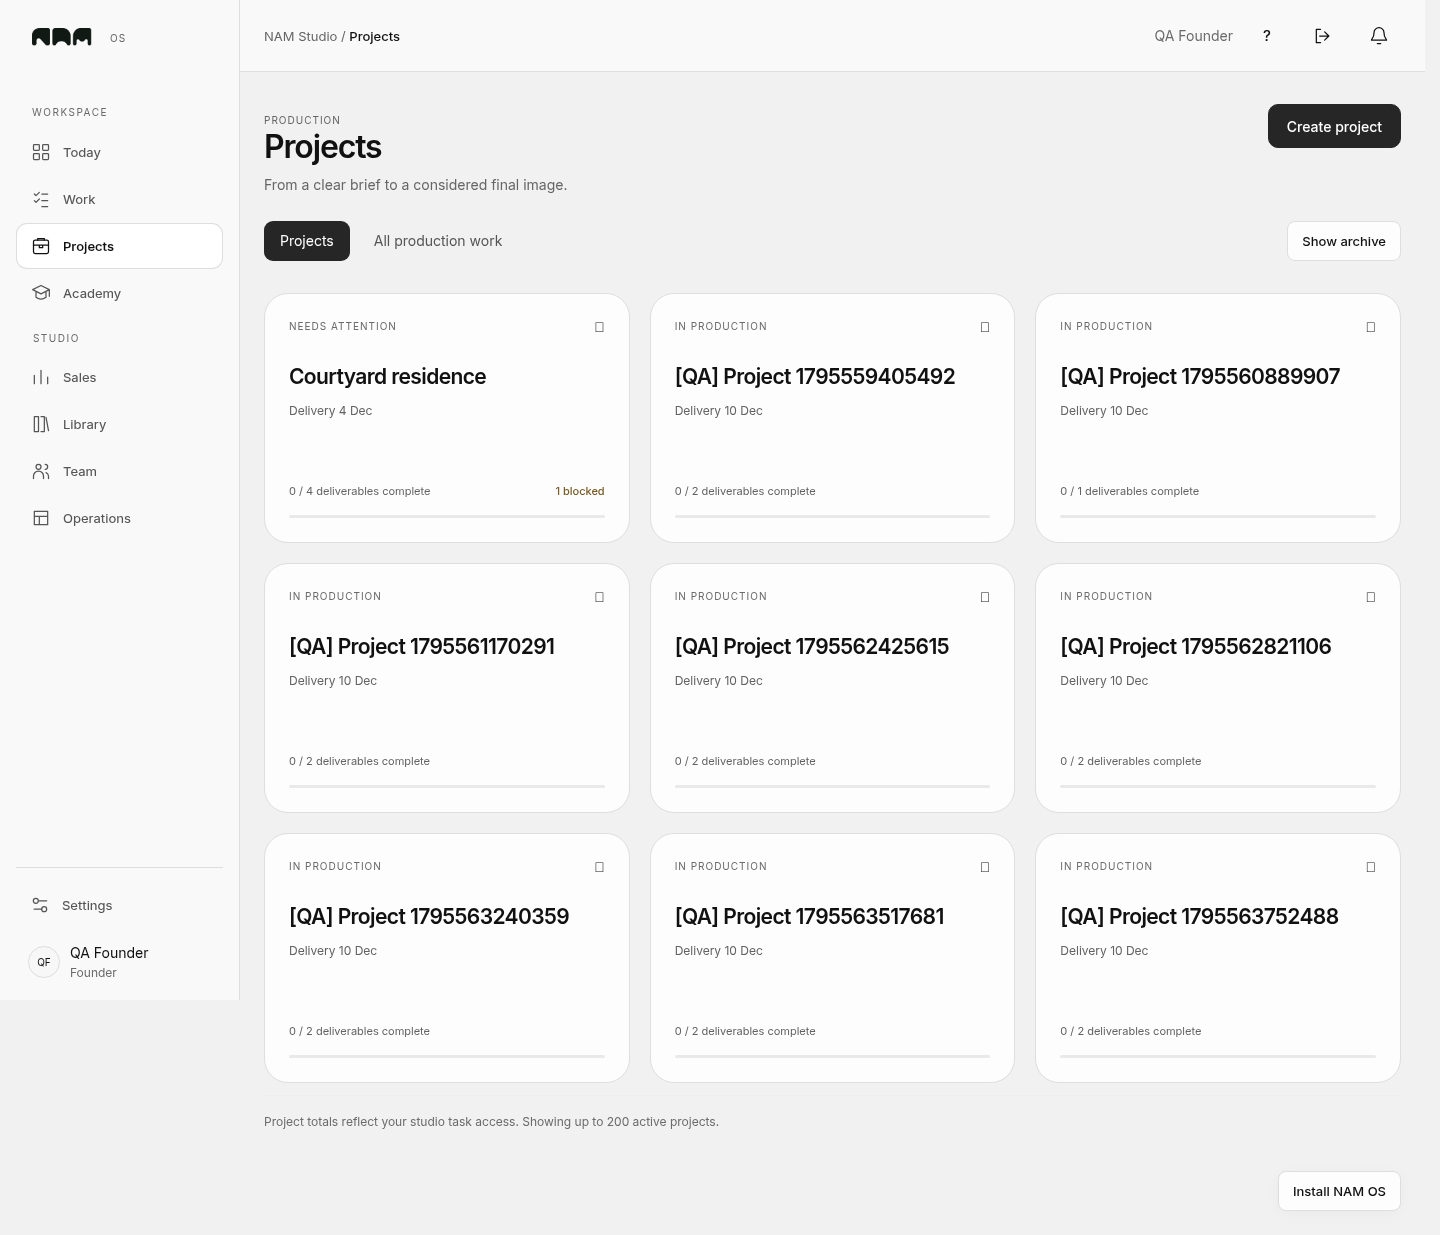 NAM OS
WORKSPACE
Today
Work
Projects
Academy
STUDIO
Sales
Library
Team
Operations
Settings
QF
QA Founder
Founder
NAM Studio / Projects
QA Founder
?
PRODUCTION
Projects
From a clear brief to a considered final image.
Create project
Projects
All production work
Show archive
NEEDS ATTENTION
Courtyard residence
Delivery 4 Dec
0 / 4 deliverables complete
1 blocked
IN PRODUCTION
[QA] Project 1795559405492
Delivery 10 Dec
0 / 2 deliverables complete
IN PRODUCTION
[QA] Project 1795560889907
Delivery 10 Dec
0 / 1 deliverables complete
IN PRODUCTION
[QA] Project 1795561170291
Delivery 10 Dec
0 / 2 deliverables complete
IN PRODUCTION
[QA] Project 1795562425615
Delivery 10 Dec
0 / 2 deliverables complete
IN PRODUCTION
[QA] Project 1795562821106
Delivery 10 Dec
0 / 2 deliverables complete
IN PRODUCTION
[QA] Project 1795563240359
Delivery 10 Dec
0 / 2 deliverables complete
IN PRODUCTION
[QA] Project 1795563517681
Delivery 10 Dec
0 / 2 deliverables complete
IN PRODUCTION
[QA] Project 1795563752488
Delivery 10 Dec
0 / 2 deliverables complete
Project totals reflect your studio task access. Showing up to 200 active projects.
Install NAM OS